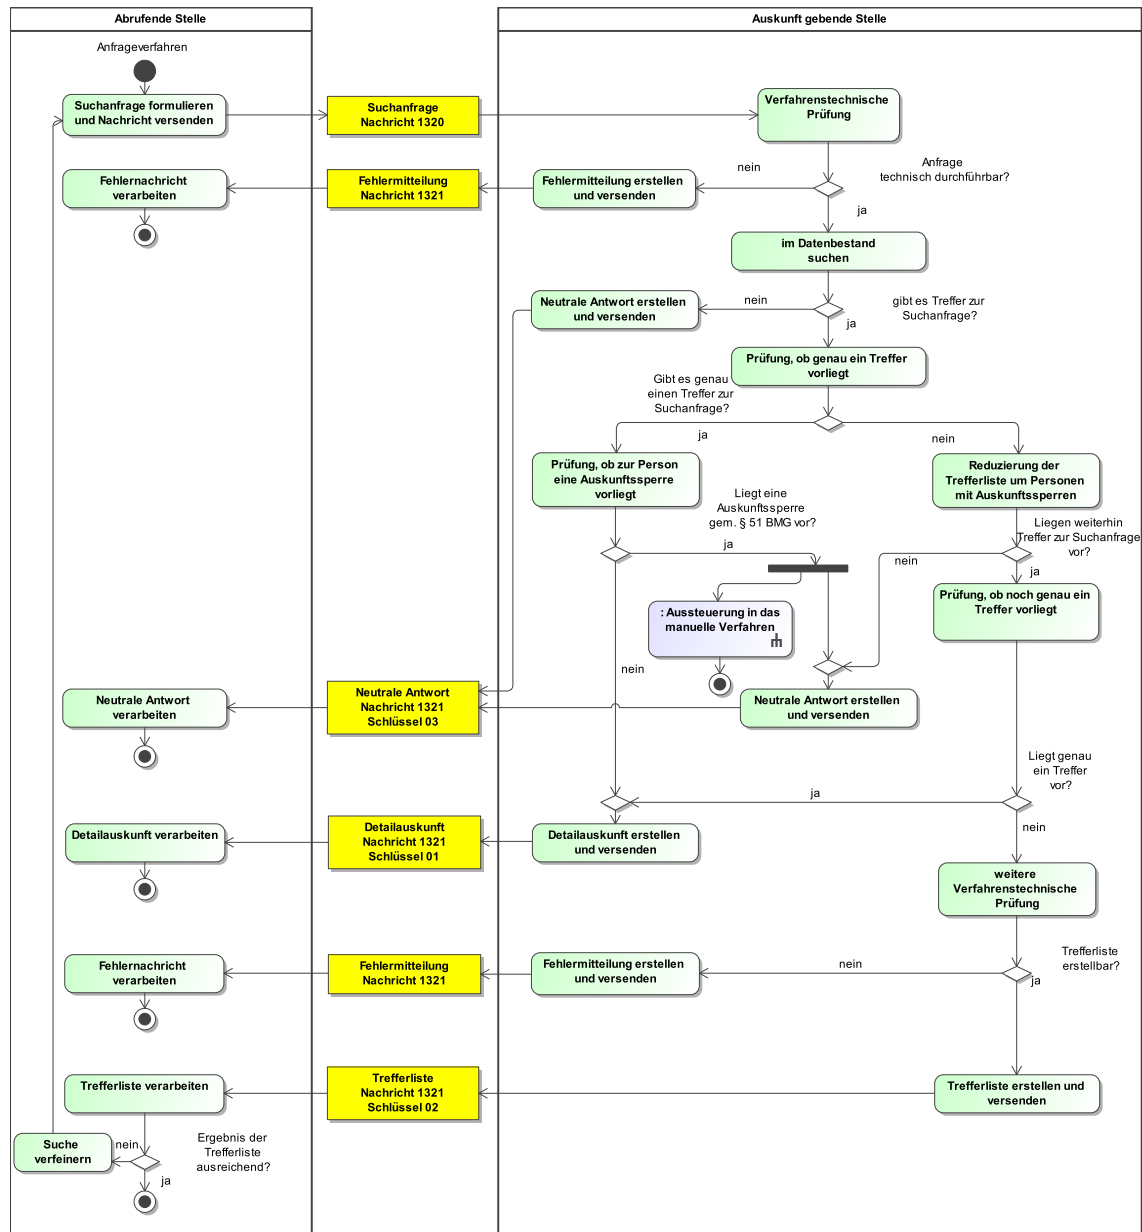 Abrufende Stelle
Auskunft gebende Stelle
Anfrageverfahren
Suchanfrage formulieren
und Nachricht versenden
Suchanfrage
Nachricht 1320
Verfahrenstechnische
Prüfung
Anfrage
technisch durchführbar?
nein
ja
Fehlernachricht
verarbeiten
Fehlermitteilung
Nachricht 1321
Fehlermitteilung erstellen
und versenden
im Datenbestand
suchen
Neutrale Antwort erstellen
und versenden
nein
gibt es Treffer zur
Suchanfrage?
ja
Prüfung, ob genau ein Treffer
vorliegt
Gibt es genau
einen Treffer zur
Suchanfrage?
ja
nein
Prüfung, ob zur Person
eine Auskunftssperre
vorliegt
Reduzierung der
Trefferliste um Personen
mit Auskunftssperren
Liegt eine
Auskunftssperre
gem. § 51 BMG vor?
ja
Liegen weiterhin
Treffer zur Suchanfrage
vor?
nein
ja
: Aussteuerung in das
manuelle Verfahren
Prüfung, ob noch genau ein
Treffer vorliegt
nein
Neutrale Antwort
verarbeiten
Neutrale Antwort
Nachricht 1321
Schlüssel 03
Neutrale Antwort erstellen
und versenden
Liegt genau
ein Treffer
vor?
ja
nein
Detailauskunft verarbeiten
Detailauskunft
Nachricht 1321
Schlüssel 01
Detailauskunft erstellen
und versenden
weitere
Verfahrenstechnische
Prüfung
Fehlernachricht
verarbeiten
Fehlermitteilung
Nachricht 1321
Fehlermitteilung erstellen
und versenden
nein
Trefferliste
erstellbar?
ja
Trefferliste verarbeiten
Trefferliste
Nachricht 1321
Schlüssel 02
Trefferliste erstellen und
versenden
Suche
verfeinern
nein
Ergebnis der
Trefferliste
ausreichend?
ja